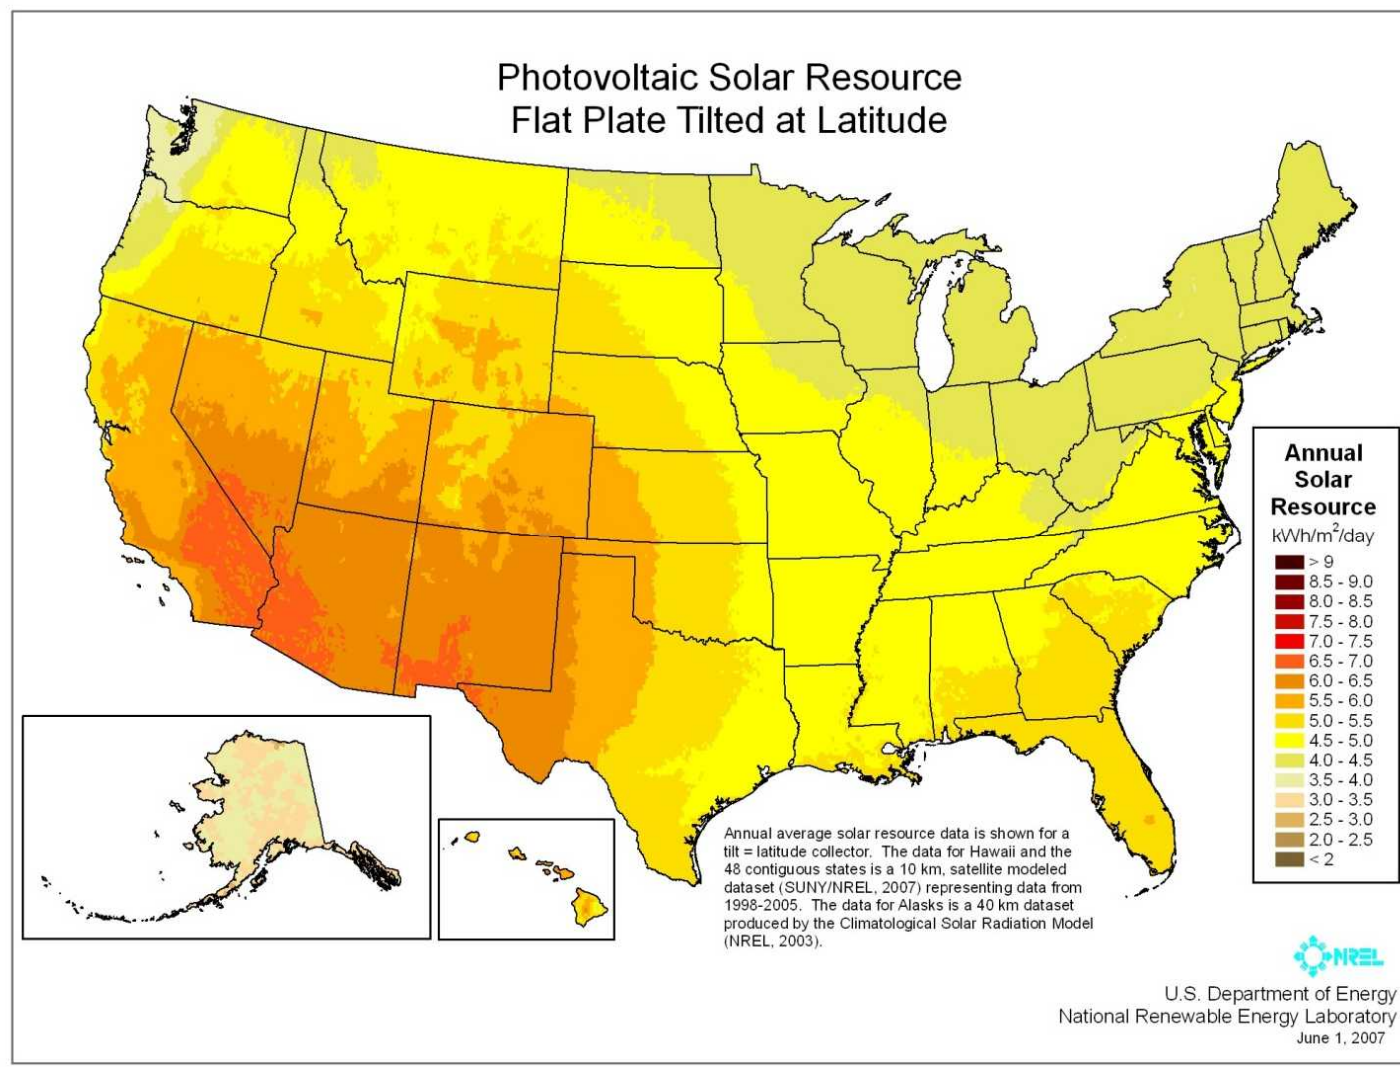 Photovoltaic Solar Resource
Flat Plate Tilted at Latitude
Annual
Solar
Resource
kWh/m²/day
> 9
8.5 - 9.0
8.0 - 8.5
7.5 - 8.0
7.0 - 7.5
6.5 - 7.0
6.0 - 6.5
5.5 - 6.0
5.0 - 5.5
4.5 - 5.0
4.0 - 4.5
3.5 - 4.0
3.0 - 3.5
2.5 - 3.0
2.0 - 2.5
< 2
Annual average solar resource data is shown for a
tilt = latitude collector. The data for Hawaii and the
48 contiguous states is a 10 km, satellite modeled
dataset (SUNY/NREL, 2007) representing data from
1998-2005. The data for Alasks is a 40 km dataset
produced by the Climatological Solar Radiation Model
(NREL, 2003).
NREL
U.S. Department of Energy
National Renewable Energy Laboratory
June 1, 2007